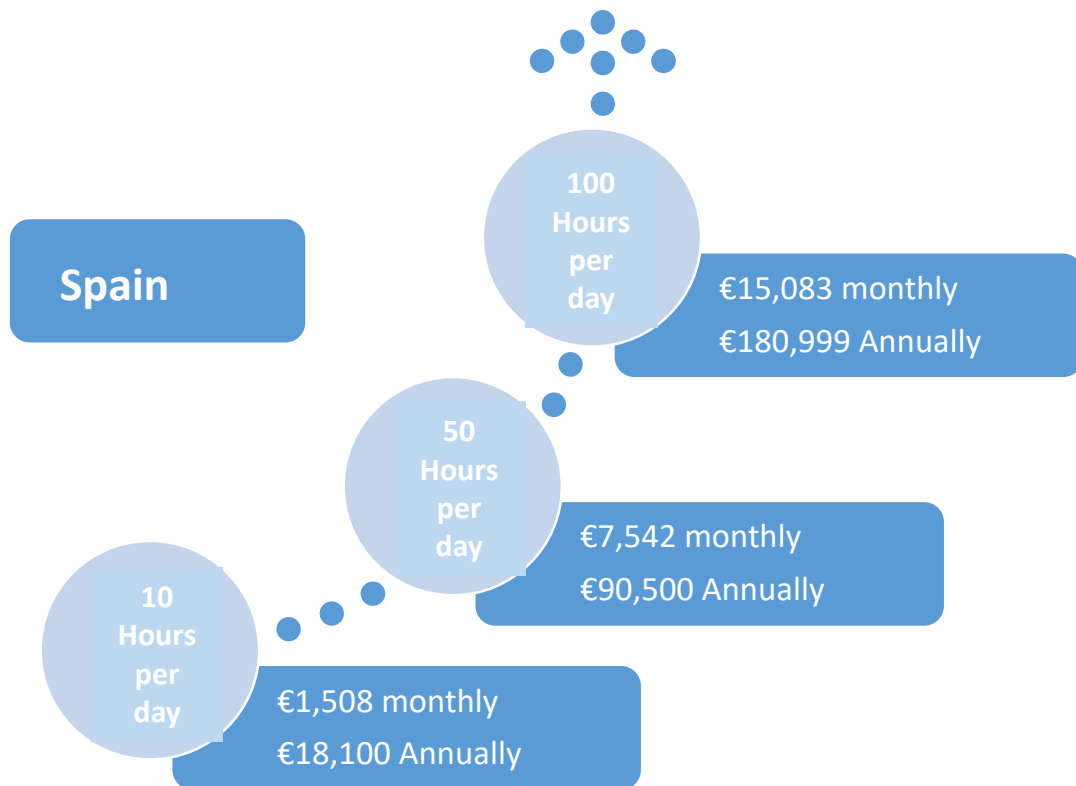 Spain
100
Hours
per
day
€15,083 monthly
€180,999 Annually
50
Hours
per
day
€7,542 monthly
€90,500 Annually
10
Hours
per
day
€1,508 monthly
€18,100 Annually